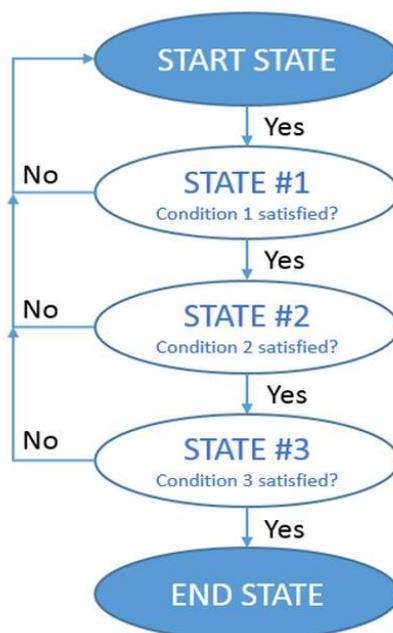 START STATE
Yes
No
STATE #1
Condition 1 satisfied?
Yes
No
STATE #2
Condition 2 satisfied?
Yes
No
STATE #3
Condition 3 satisfied?
Yes
END STATE